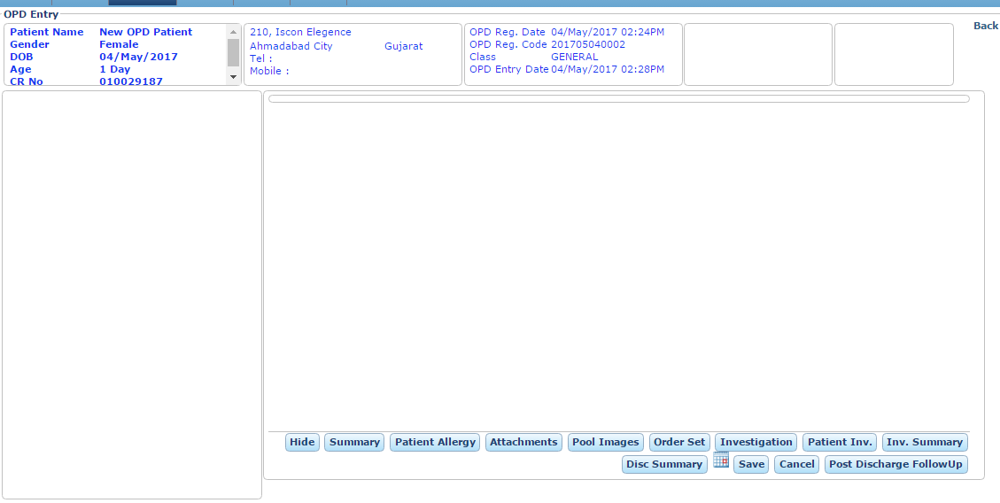 OPD Entry
Back
Patient Name New OPD Patient
Gender Female
DOB 04/May/2017
Age 1 Day
CR No 010029187
210, Iscon Elegence
Ahmadabad City Gujarat
Tel :
Mobile :
OPD Reg. Date 04/May/2017 02:24PM
OPD Reg. Code 201705040002
Class GENERAL
OPD Entry Date 04/May/2017 02:28PM
Hide Summary Patient Allergy Attachments Pool Images Order Set Investigation Patient Inv. Inv. Summary
Disc Summary Save Cancel Post Discharge FollowUp